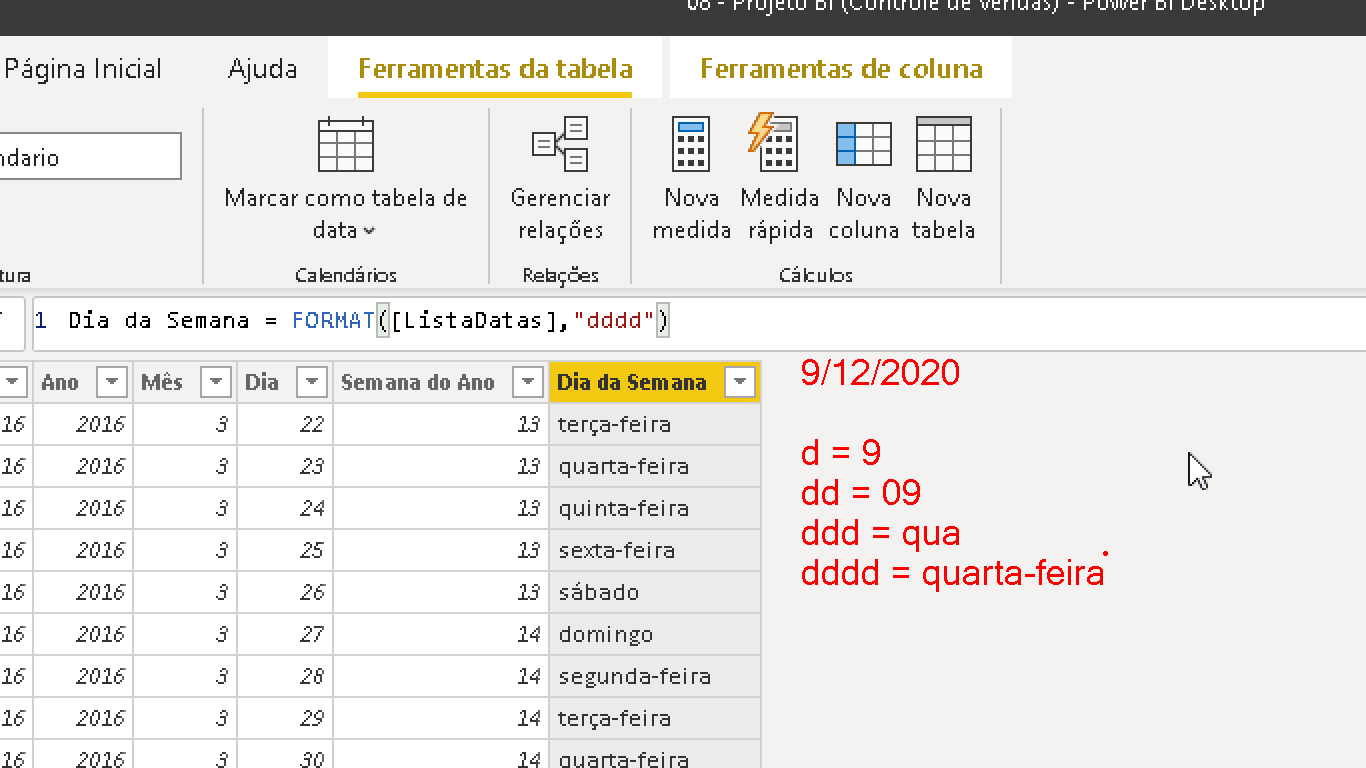 08 - Projeto BI (Controle de Vendas) - Power BI Desktop
Página Inicial Ajuda Ferramentas da tabela Ferramentas de coluna
ndario
Marcar como tabela de data
Gerenciar relações
Nova medida
Medida rápida
Nova coluna
Nova tabela
tura Calendários Relações Cálculos
1 Dia da Semana = FORMAT([ListaDatas],"dddd")
Ano Mês Dia Semana do Ano Dia da Semana
16 2016 3 22 13 terça-feira
16 2016 3 23 13 quarta-feira
16 2016 3 24 13 quinta-feira
16 2016 3 25 13 sexta-feira
16 2016 3 26 13 sábado
16 2016 3 27 14 domingo
16 2016 3 28 14 segunda-feira
16 2016 3 29 14 terça-feira
16 2016 3 30 14 quarta-feira
9/12/2020
d = 9
dd = 09
ddd = qua
dddd = quarta-feira